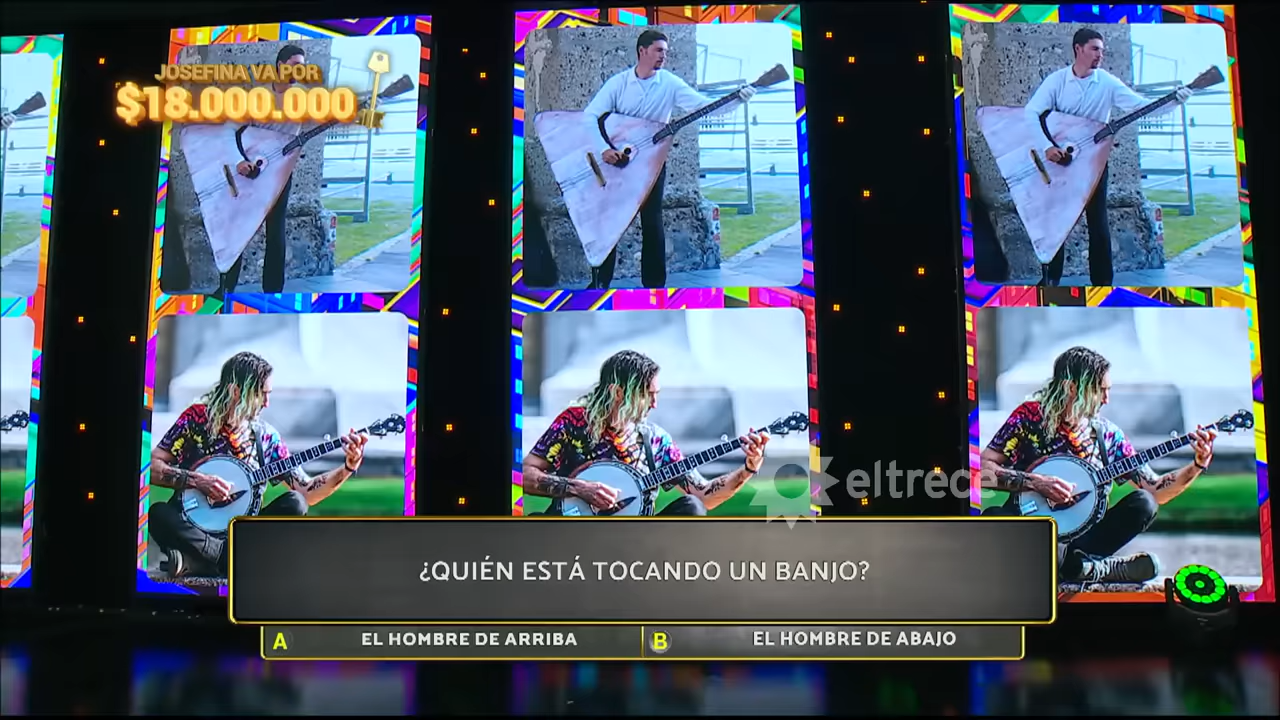 JOSEFINA VA POR
$18.000.000
eltrece
¿QUIÉN ESTÁ TOCANDO UN BANJO?
A EL HOMBRE DE ARRIBA
B EL HOMBRE DE ABAJO